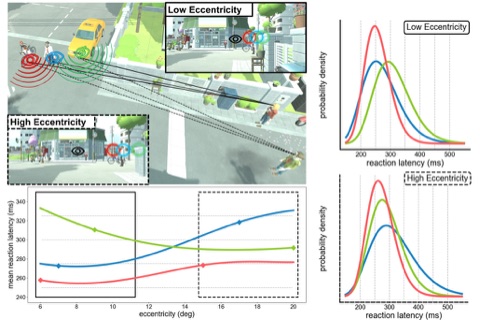 Low Eccentricity
High Eccentricity
mean reaction latency (ms)
340
320
300
280
260
240
6
8
10
12
14
16
18
20
eccentricity (deg)
Low Eccentricity
probability density
200
300
400
500
reaction latency (ms)
High Eccentricity
probability density
200
300
400
500
reaction latency (ms)